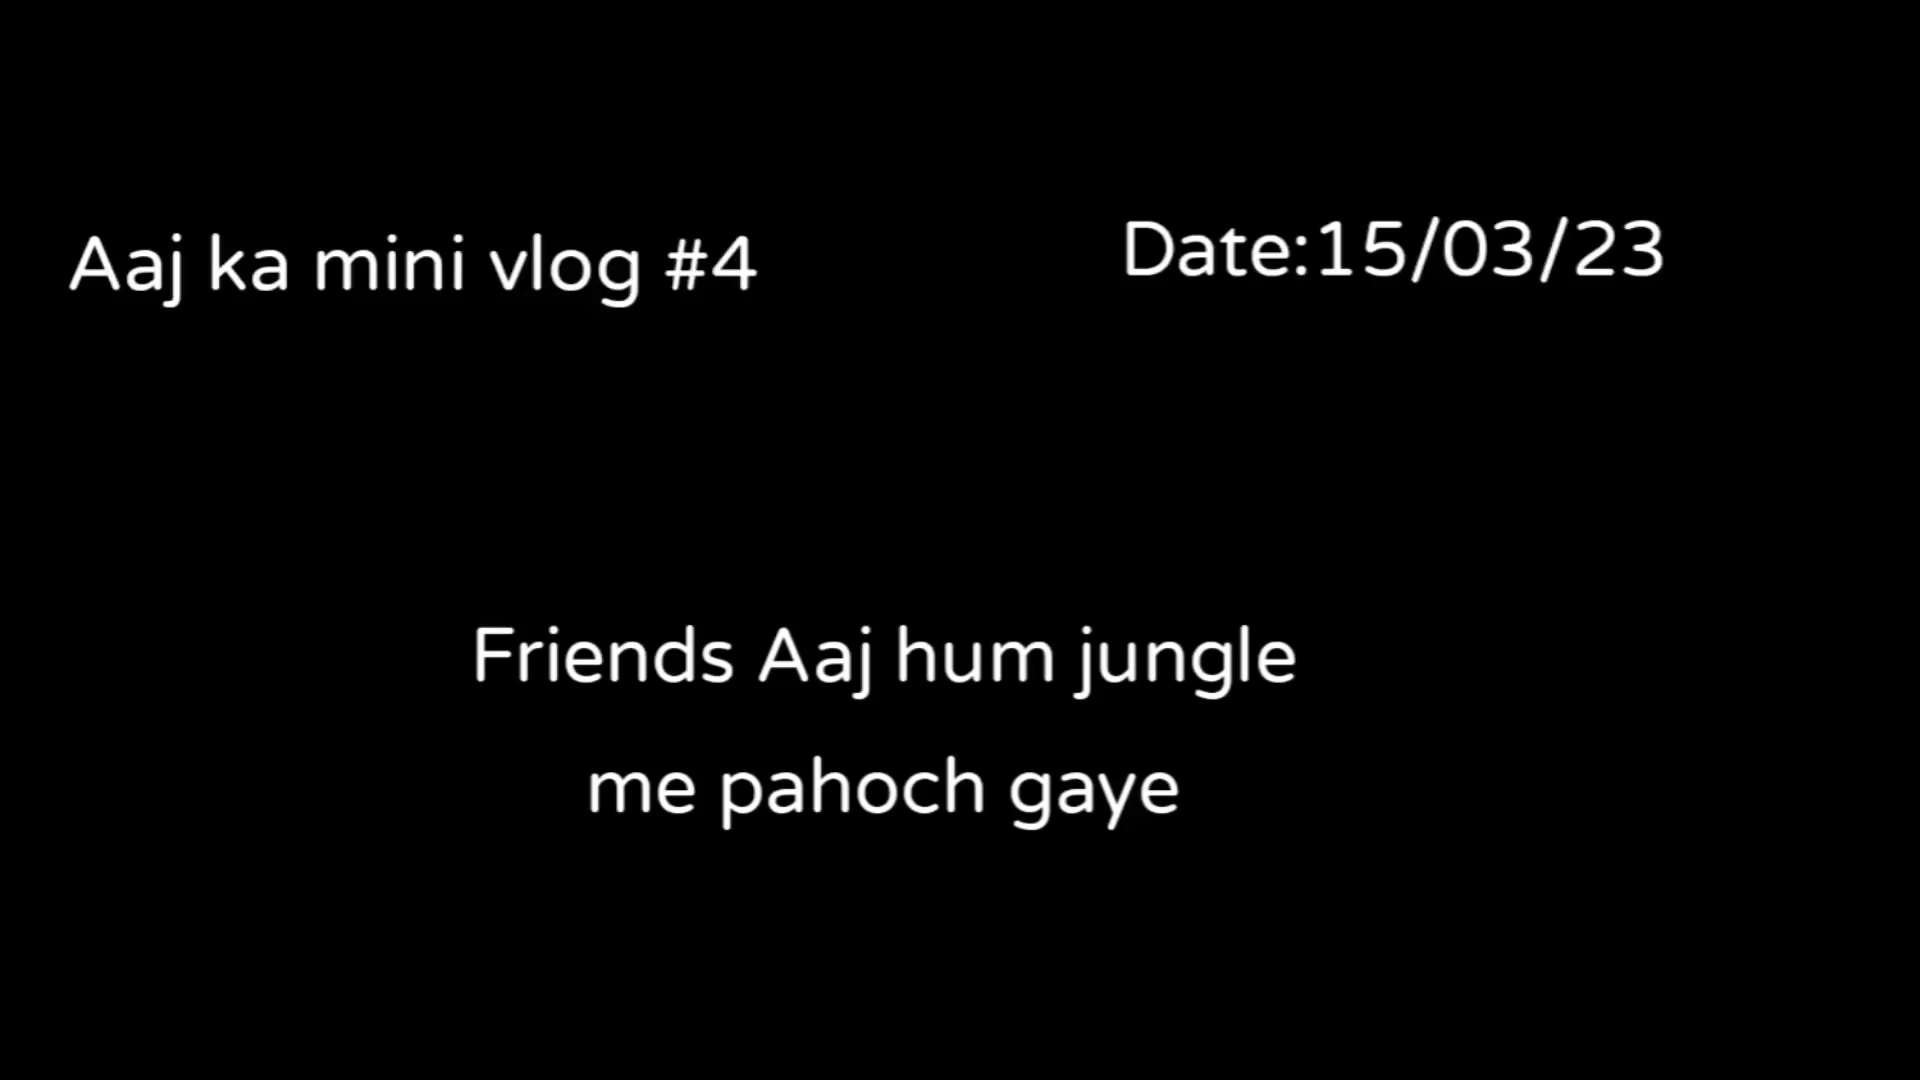 Aaj ka mini vlog #4
Date:15/03/23
Friends Aaj hum jungle
me pahoch gaye